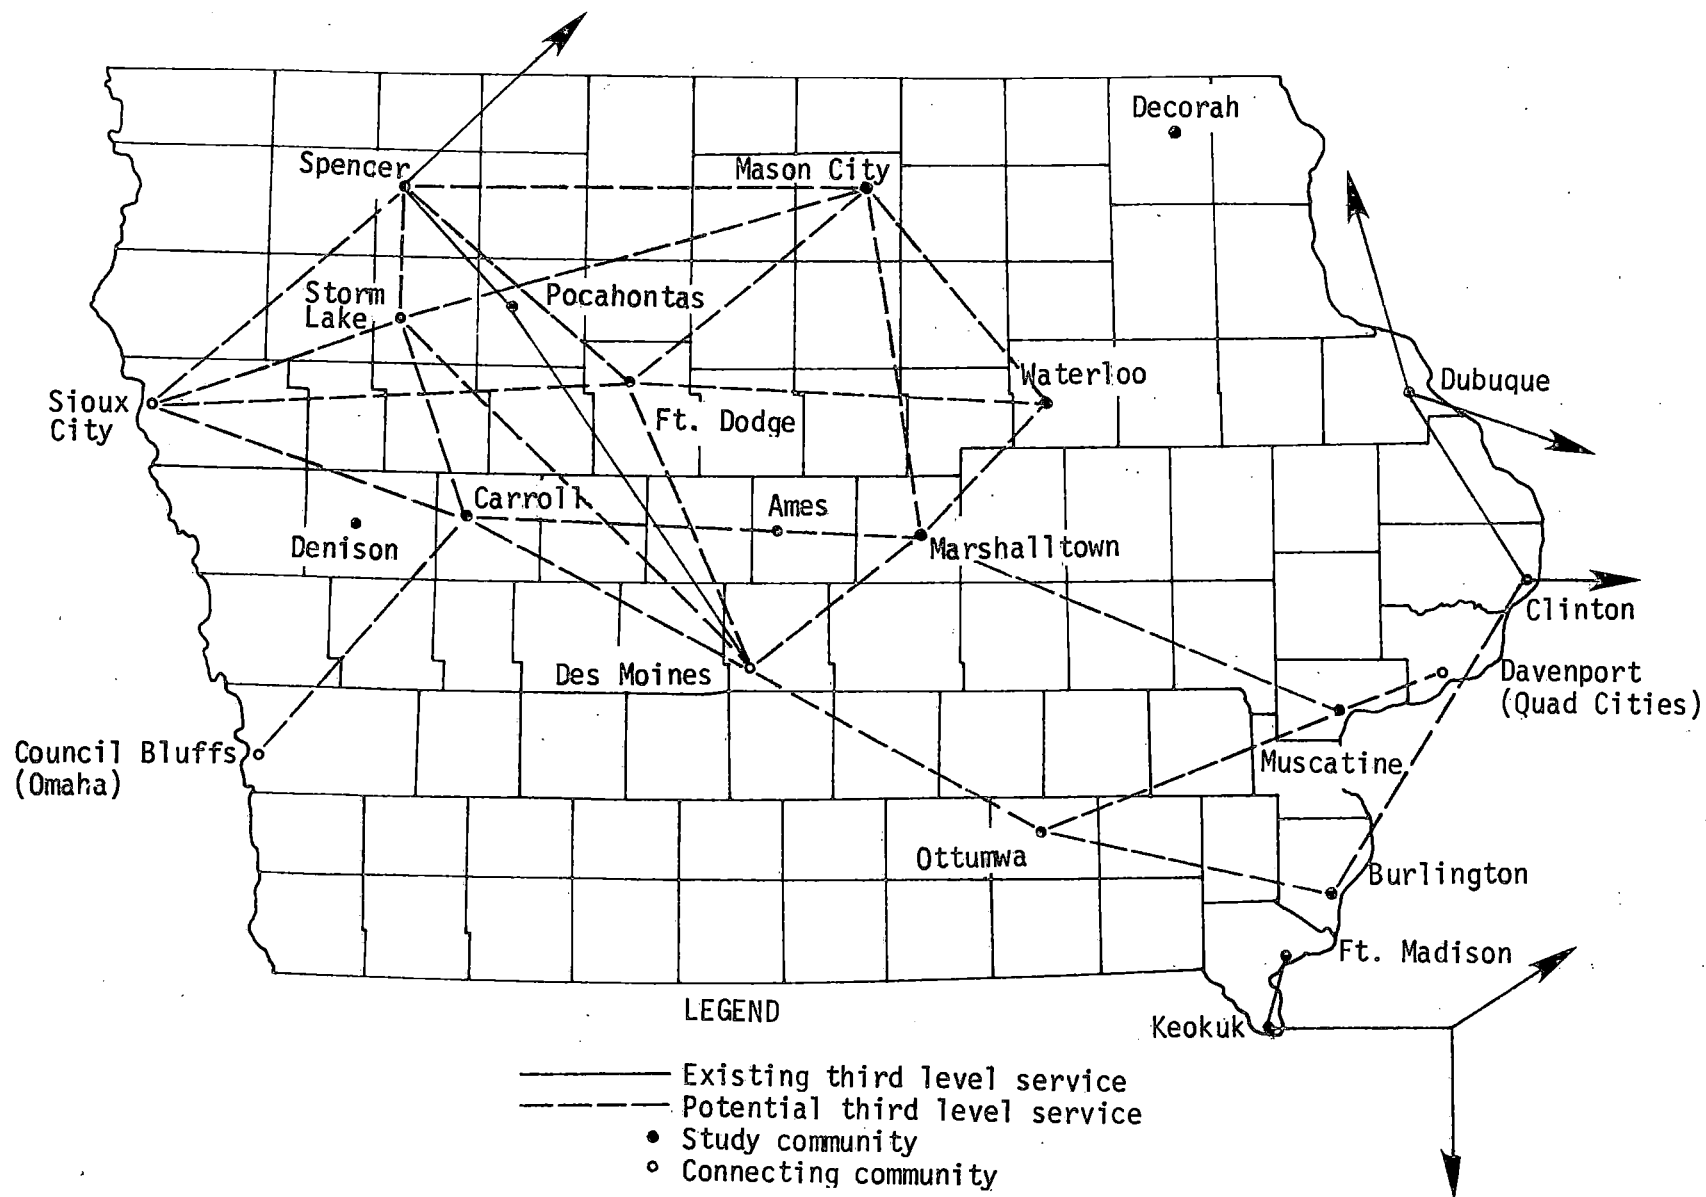 Decorah
Spencer
Mason City
Storm
Lake
Pocahontas
Waterloo
Dubuque
Sioux
City
Ft. Dodge
Carroll
Ames
Denison
Marshalltown
Clinton
Des Moines
Davenport
(Quad Cities)
Council Bluffs
(Omaha)
Muscatine
Ottumwa
Burlington
Ft. Madison
Keokuk
LEGEND
Existing third level service
Potential third level service
Study community
Connecting community